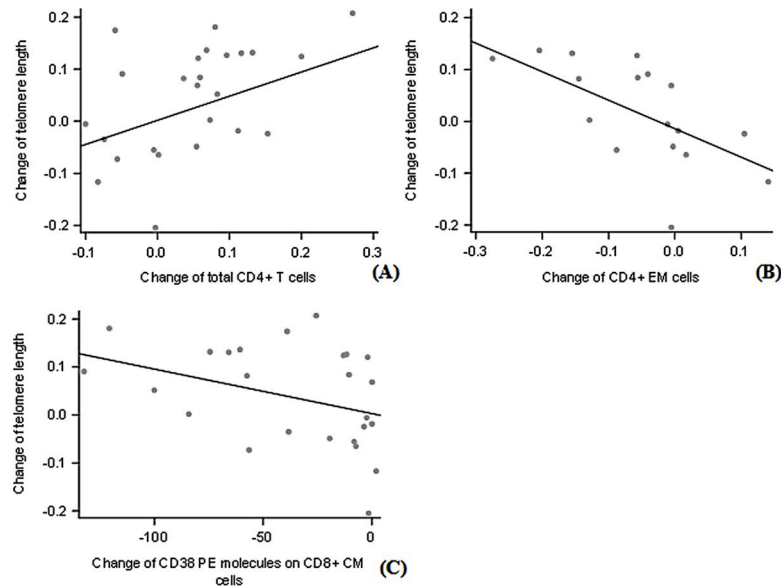 Change of telomere length
0.2
0.1
0.0
-0.1
-0.2
-0.1
0.0
0.1
0.2
0.3
Change of total CD4+ T cells
(A)
Change of telomere length
0.2
0.1
0.0
-0.1
-0.2
-0.3
-0.2
-0.1
0.0
0.1
Change of CD4+ EM cells
(B)
Change of telomere length
0.2
0.1
0.0
-0.1
-0.2
-100
-50
0
Change of CD38 PE molecules on CD8+ CM
cells
(C)